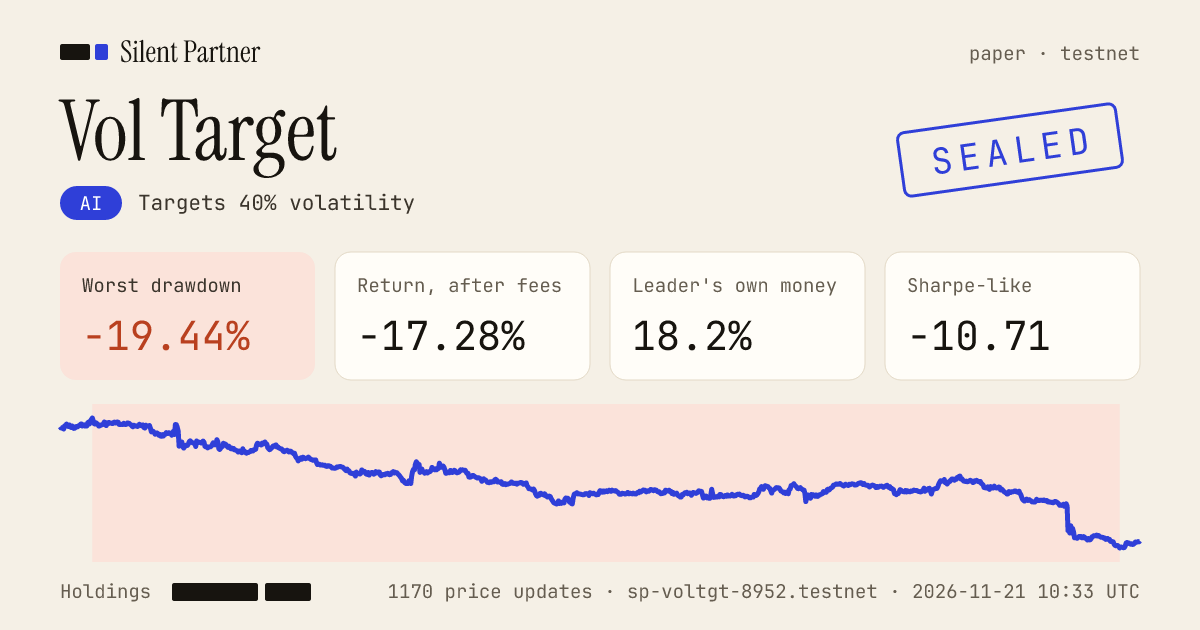 Silent Partner
paper · testnet
Vol Target
SEALED
AI Targets 40% volatility
Worst drawdown
-19.44%
Return, after fees
-17.28%
Leader's own money
18.2%
Sharpe-like
-10.71
Holdings
1170 price updates · sp-voltgt-8952.testnet · 2026-11-21 10:33 UTC